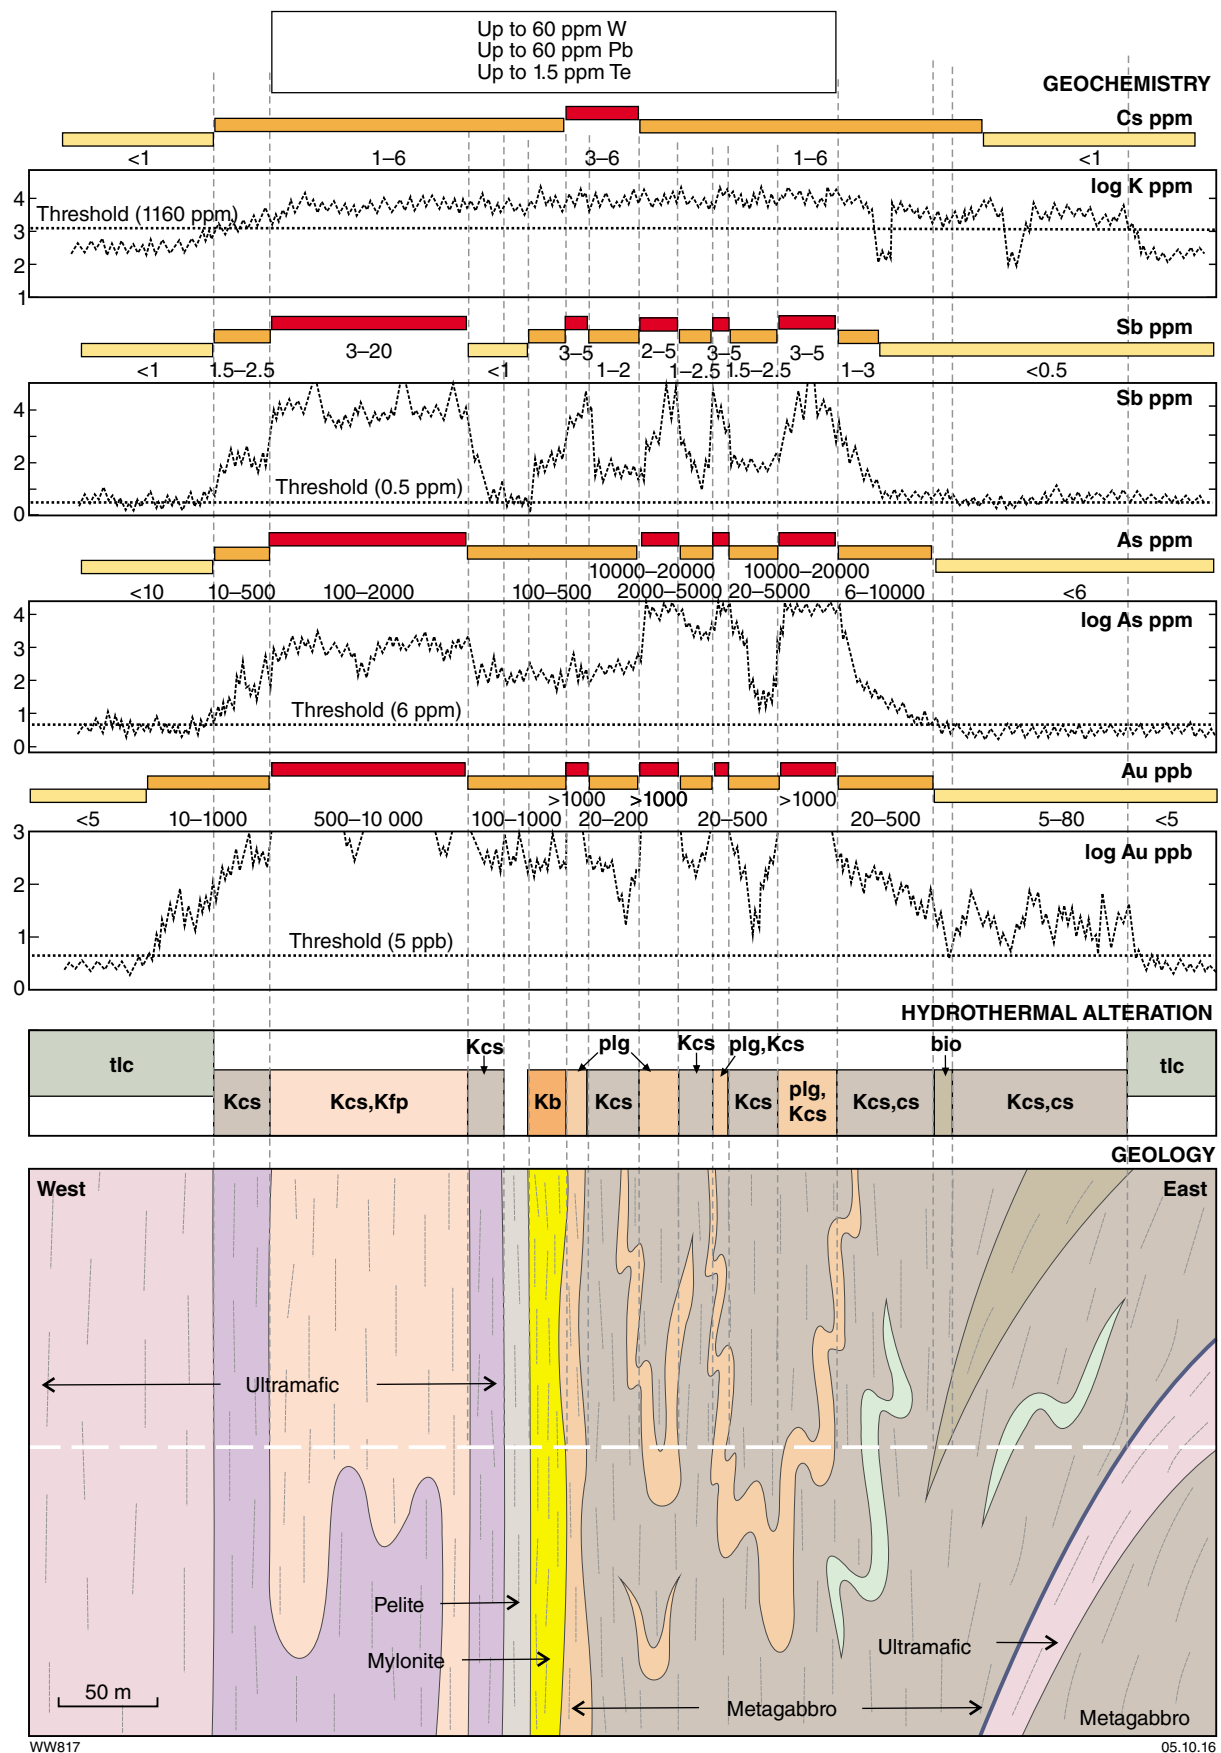 Up to 60 ppm W
Up to 60 ppm Pb
Up to 1.5 ppm Te
GEOCHEMISTRY
Cs ppm
<1 1–6 3–6 1–6 <1
log K ppm
4
Threshold (1160 ppm)
3
2
1
Sb ppm
3–20 3–5 2–5 3–5 3–5
<1 1.5–2.5 <1 1–2 1–2.5 1.5–2.5 1–3 <0.5
Sb ppm
4
2
Threshold (0.5 ppm)
0
As ppm
10000–20000 10000–20000
<10 10–500 100–2000 100–500 2000–5000 20–5000 6–10000 <6
log As ppm
4
3
2
Threshold (6 ppm)
1
0
Au ppb
>1000 >1000 >1000
<5 10–1000 500–10 000 100–1000 20–200 20–500 20–500 5–80 <5
log Au ppb
3
2
1
Threshold (5 ppb)
0
HYDROTHERMAL ALTERATION
tlc Kcs plg Kcs plg,Kcs bio tlc
Kcs Kcs,Kfp Kb Kcs Kcs plg, Kcs,cs Kcs,cs
Kcs
GEOLOGY
West East
Ultramafic
Pelite
Mylonite
Ultramafic
50 m
Metagabbro
Metagabbro
WW817 05.10.16